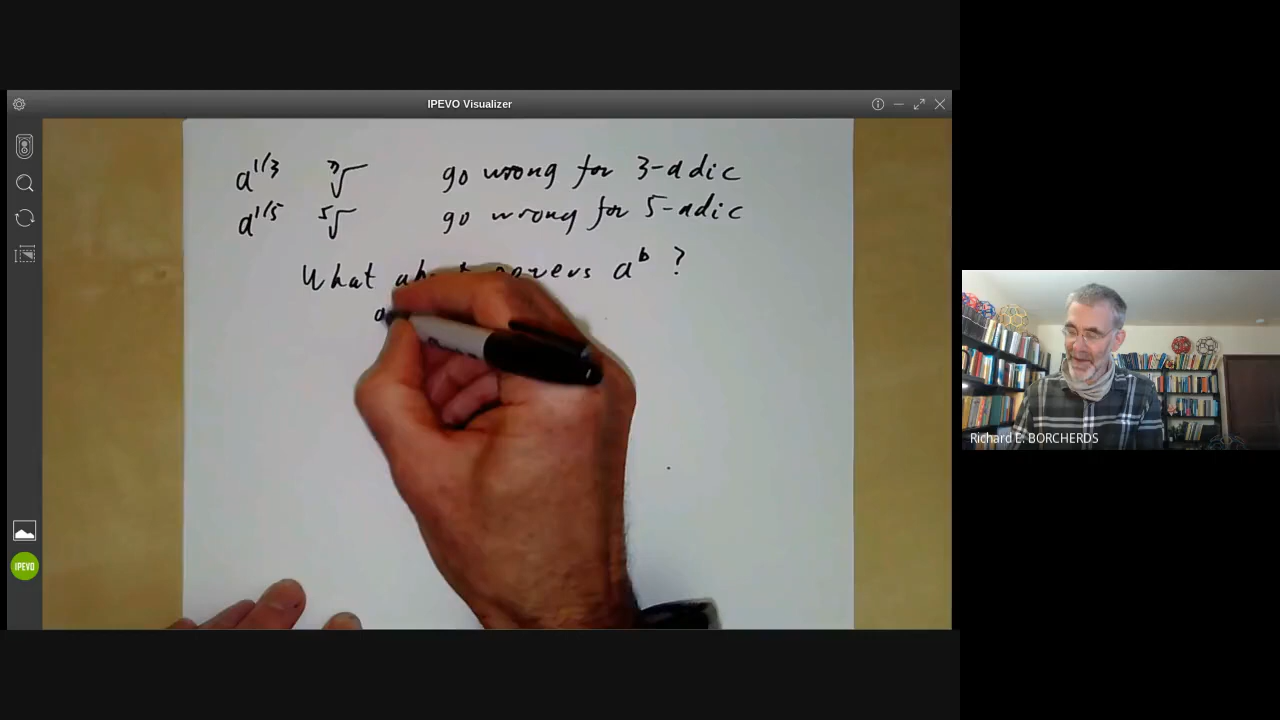 IPEVO Visualizer
a^{1/3} ∛ go wrong for 3-adic
a^{1/5} ⁵√ go wrong for 5-adic
What powers a^b ?
a
IPEVO
Richard E. BORCHERDS